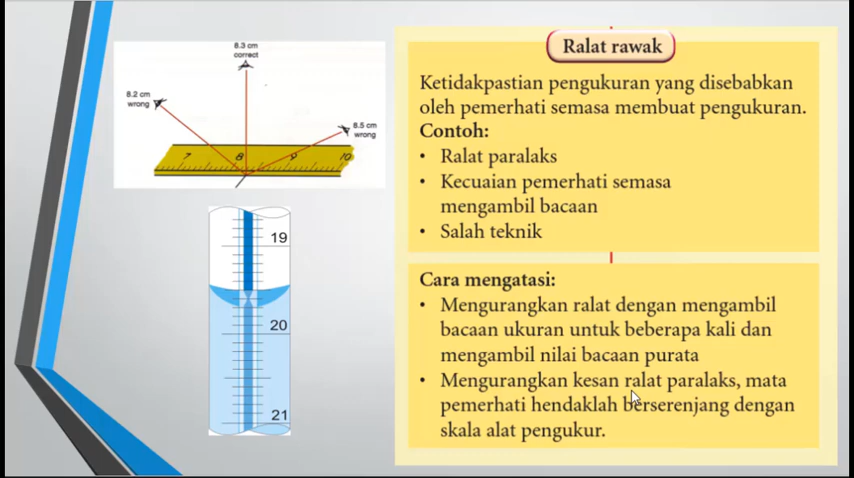 8.3 cm
correct
8.2 cm
wrong
8.5 cm
wrong
7 8 9 10
19
20
21
Ralat rawak
Ketidakpastian pengukuran yang disebabkan
oleh pemerhati semasa membuat pengukuran.
Contoh:
• Ralat paralaks
• Kecuaian pemerhati semasa
mengambil bacaan
• Salah teknik
Cara mengatasi:
• Mengurangkan ralat dengan mengambil
bacaan ukuran untuk beberapa kali dan
mengambil nilai bacaan purata
• Mengurangkan kesan ralat paralaks, mata
pemerhati hendaklah berserenjang dengan
skala alat pengukur.